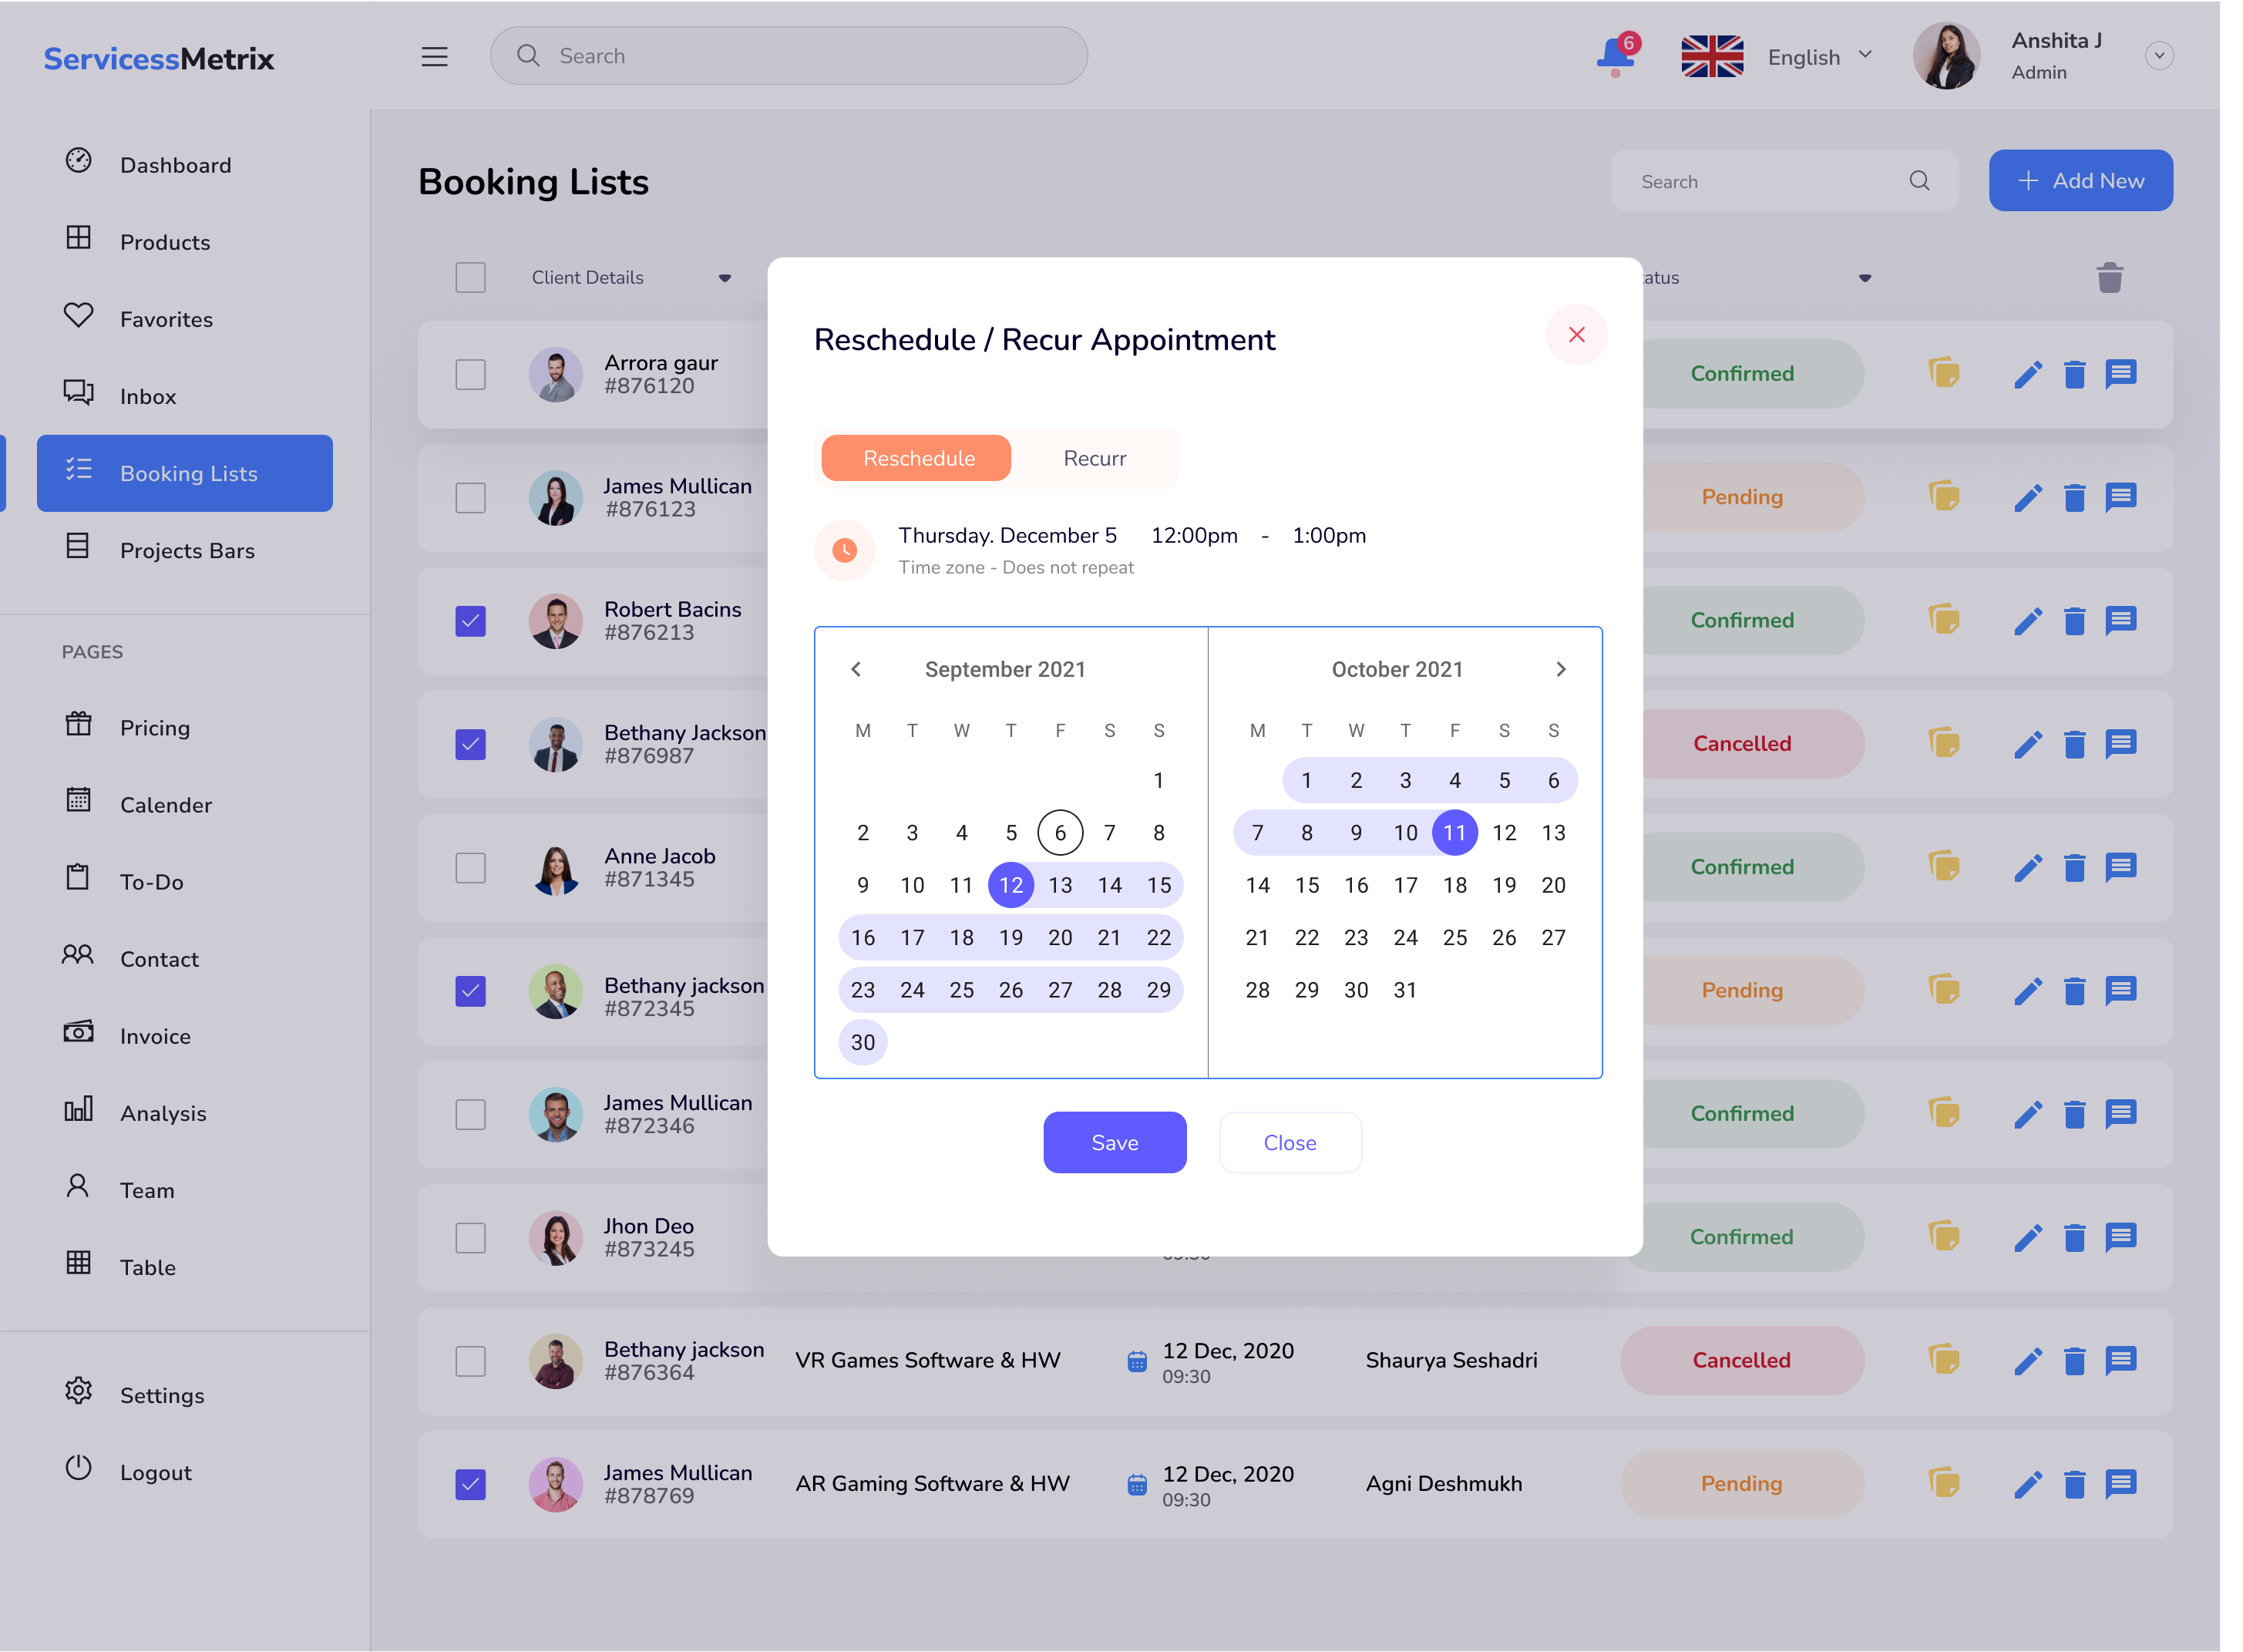 ServicessMetrix
Search
6
English
Anshita J
Admin
Dashboard
Products
Favorites
Inbox
Booking Lists
Projects Bars
PAGES
Pricing
Calender
To-Do
Contact
Invoice
Analysis
Team
Table
Settings
Logout
Booking Lists
Search
+ Add New
Client Details
Arrora gaur
#876120
Confirmed
James Mullican
#876123
Pending
Robert Bacins
#876213
Confirmed
Bethany Jackson
#876987
Cancelled
Anne Jacob
#871345
Confirmed
Bethany jackson
#872345
Pending
James Mullican
#872346
Confirmed
Jhon Deo
#873245
Confirmed
Bethany jackson
#876364
VR Games Software & HW
12 Dec, 2020
09:30
Shaurya Seshadri
Cancelled
James Mullican
#878769
AR Gaming Software & HW
12 Dec, 2020
09:30
Agni Deshmukh
Pending
Reschedule / Recur Appointment
Reschedule Recurr
Thursday. December 5 12:00pm - 1:00pm
Time zone - Does not repeat
September 2021
M T W T F S S
1
2 3 4 5 6 7 8
9 10 11 12 13 14 15
16 17 18 19 20 21 22
23 24 25 26 27 28 29
30
October 2021
M T W T F S S
1 2 3 4 5 6
7 8 9 10 11 12 13
14 15 16 17 18 19 20
21 22 23 24 25 26 27
28 29 30 31
Save
Close